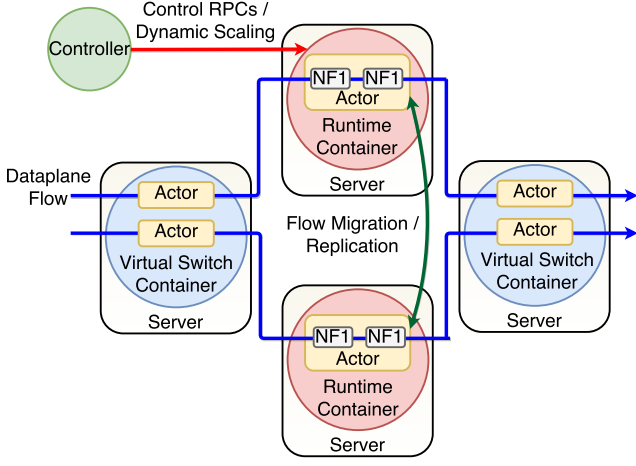 Control RPCs /
Dynamic Scaling
Controller
NF1 NF1
Actor
Runtime
Container
Server
Dataplane
Flow
Actor
Actor
Virtual Switch
Container
Server
Flow Migration /
Replication
Actor
Actor
Virtual Switch
Container
Server
NF1 NF1
Actor
Runtime
Container
Server